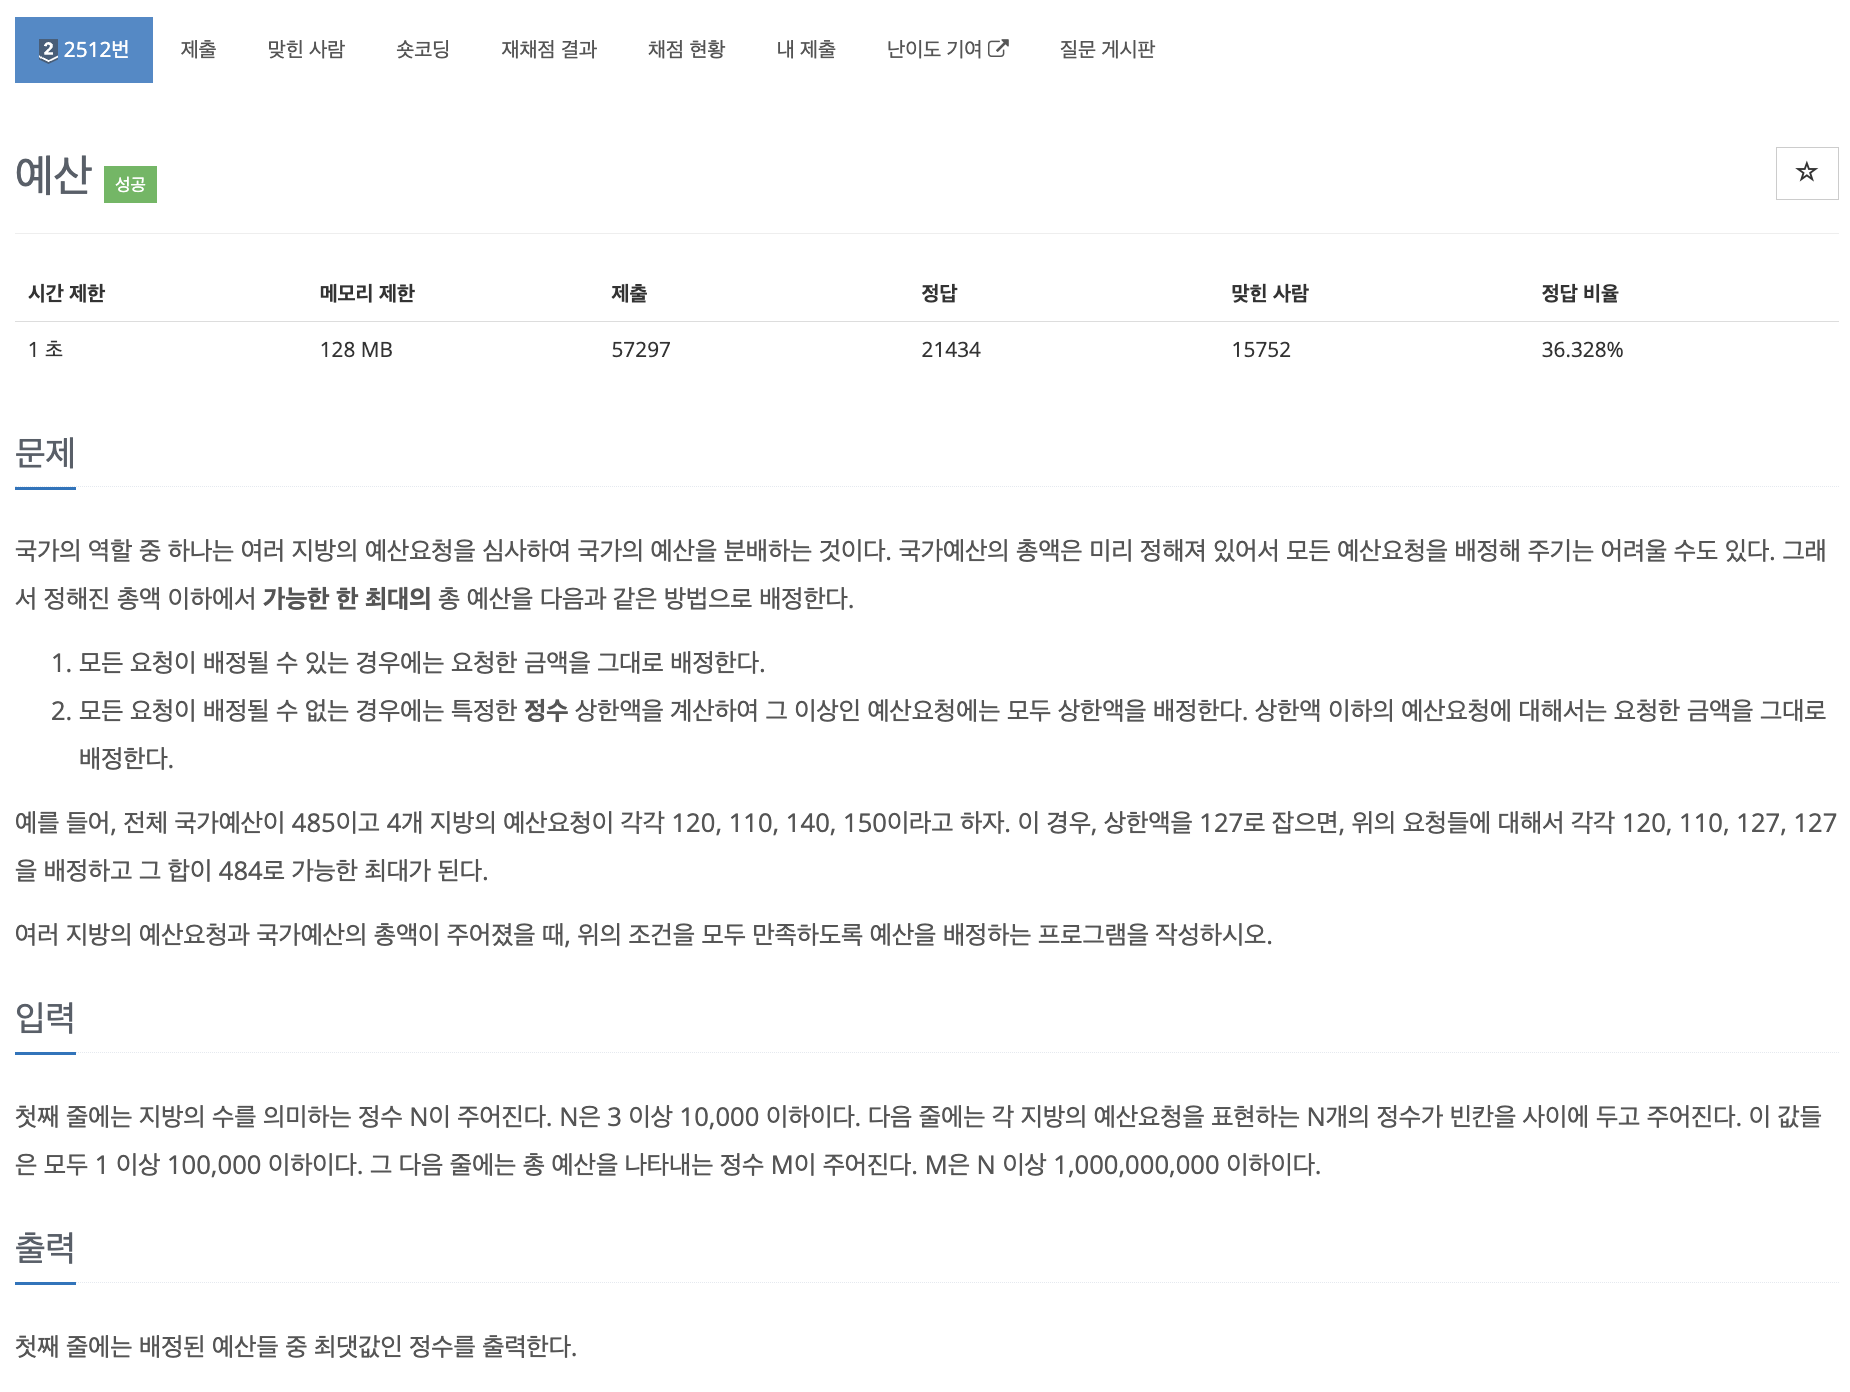 2 2512번 제출 맞힌 사람 숏코딩 재채점 결과 채점 현황 내 제출 난이도 기여 질문 게시판
예산 성공
시간 제한 메모리 제한 제출 정답 맞힌 사람 정답 비율
1 초 128 MB 57297 21434 15752 36.328%
문제
국가의 역할 중 하나는 여러 지방의 예산요청을 심사하여 국가의 예산을 분배하는 것이다. 국가예산의 총액은 미리 정해져 있어서 모든 예산요청을 배정해 주기는 어려울 수도 있다. 그래
서 정해진 총액 이하에서 가능한 한 최대의 총 예산을 다음과 같은 방법으로 배정한다.
1. 모든 요청이 배정될 수 있는 경우에는 요청한 금액을 그대로 배정한다.
2. 모든 요청이 배정될 수 없는 경우에는 특정한 정수 상한액을 계산하여 그 이상인 예산요청에는 모두 상한액을 배정한다. 상한액 이하의 예산요청에 대해서는 요청한 금액을 그대로
배정한다.
예를 들어, 전체 국가예산이 485이고 4개 지방의 예산요청이 각각 120, 110, 140, 150이라고 하자. 이 경우, 상한액을 127로 잡으면, 위의 요청들에 대해서 각각 120, 110, 127, 127
을 배정하고 그 합이 484로 가능한 최대가 된다.
여러 지방의 예산요청과 국가예산의 총액이 주어졌을 때, 위의 조건을 모두 만족하도록 예산을 배정하는 프로그램을 작성하시오.
입력
첫째 줄에는 지방의 수를 의미하는 정수 N이 주어진다. N은 3 이상 10,000 이하이다. 다음 줄에는 각 지방의 예산요청을 표현하는 N개의 정수가 빈칸을 사이에 두고 주어진다. 이 값들
은 모두 1 이상 100,000 이하이다. 그 다음 줄에는 총 예산을 나타내는 정수 M이 주어진다. M은 N 이상 1,000,000,000 이하이다.
출력
첫째 줄에는 배정된 예산들 중 최댓값인 정수를 출력한다.